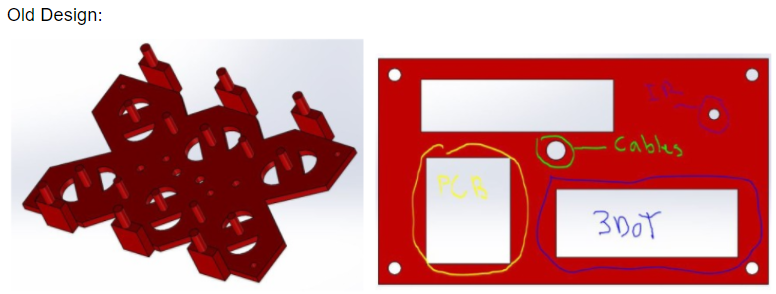 Old Design:
Cables
PCB
3DoT